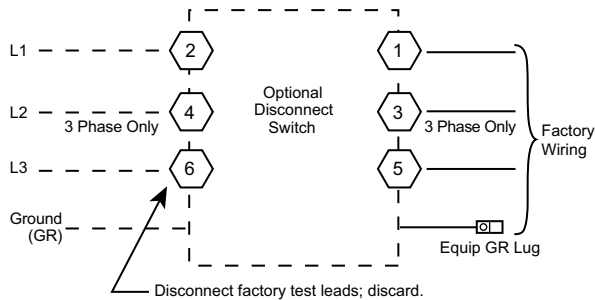 L1
2
1
Optional
Disconnect
Switch
L2
4
3
3 Phase Only
3 Phase Only
Factory
Wiring
L3
6
5
Ground
(GR)
Equip GR Lug
Disconnect factory test leads; discard.